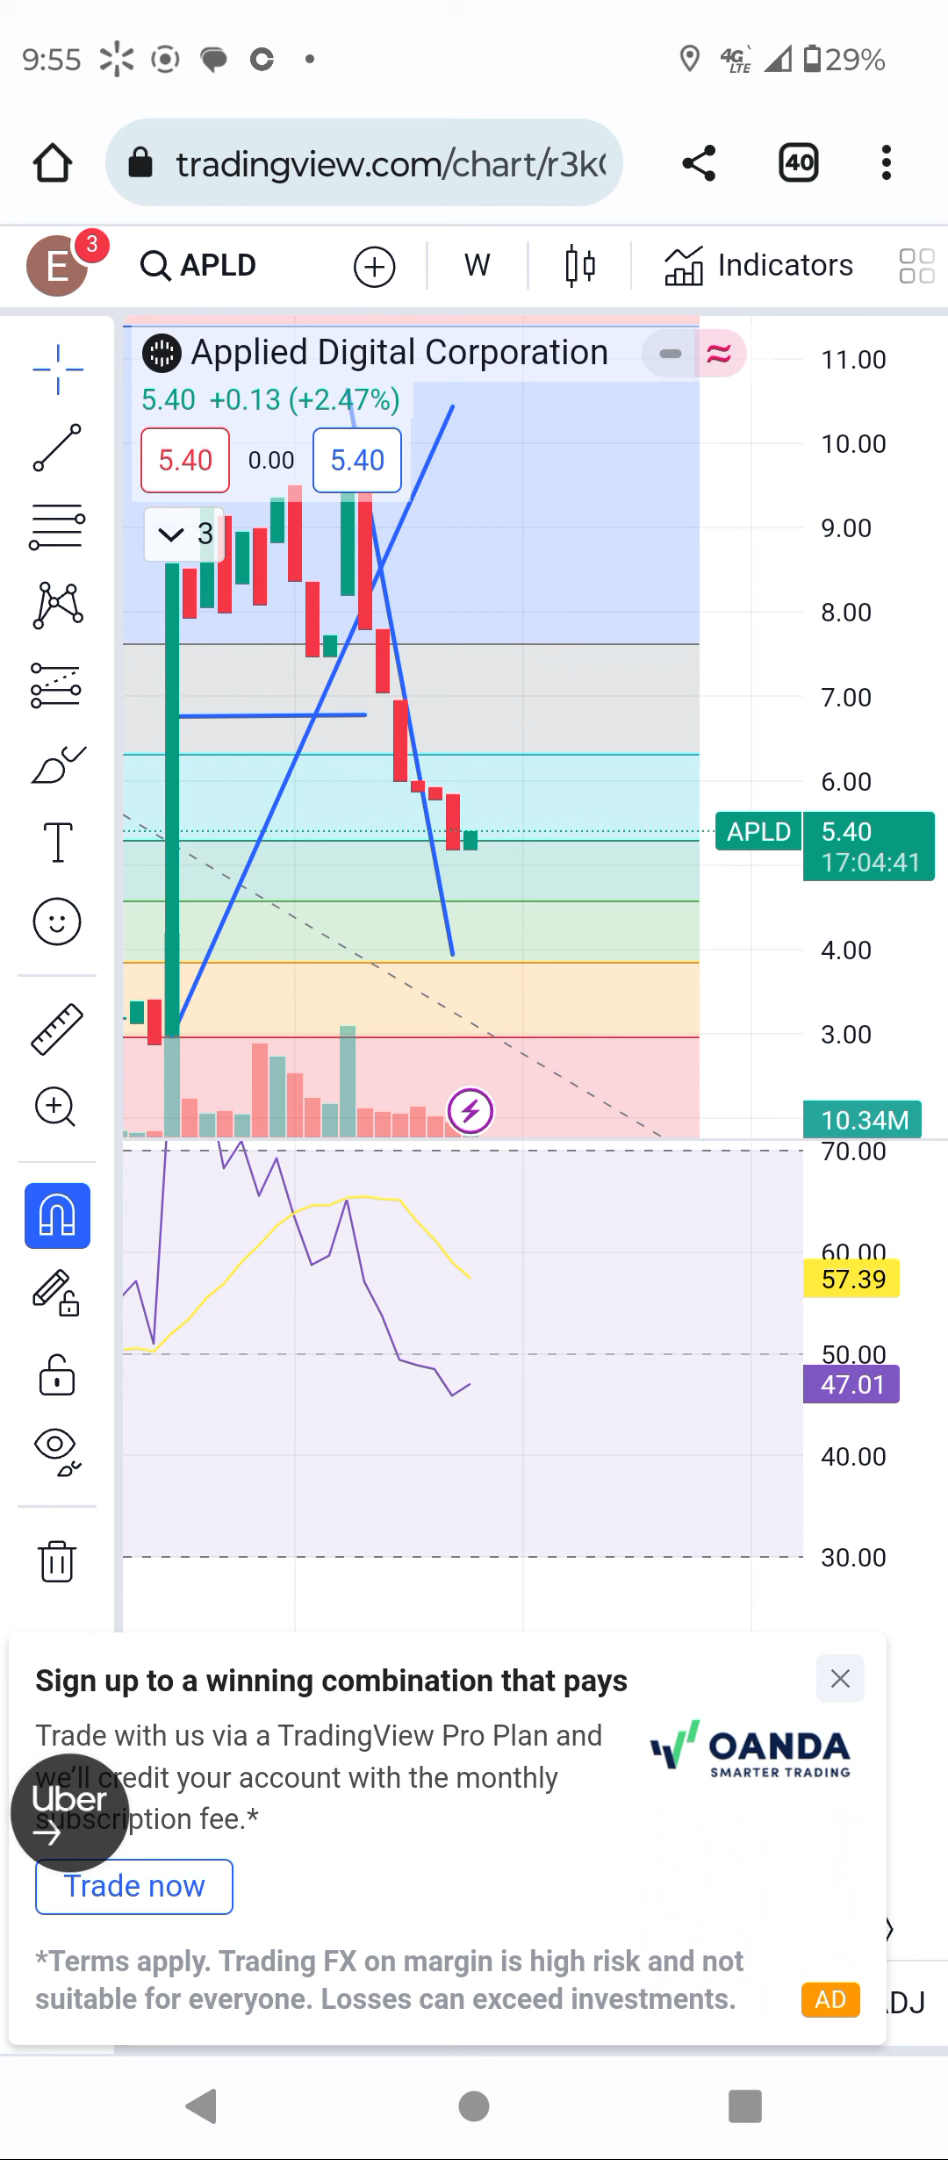 9:55
4G LTE
29%
tradingview.com/chart/r3k
40
E
3
APLD
W
Indicators
Applied Digital Corporation
5.40 +0.13 (+2.47%)
5.40 0.00 5.40
3
11.00
10.00
9.00
8.00
7.00
6.00
APLD 5.40
17:04:41
4.00
3.00
10.34M
70.00
60.00
57.39
50.00
47.01
40.00
30.00
Sign up to a winning combination that pays
Trade with us via a TradingView Pro Plan and
we'll credit your account with the monthly
subscription fee.*
OANDA
SMARTER TRADING
Uber
Trade now
*Terms apply. Trading FX on margin is high risk and not
suitable for everyone. Losses can exceed investments.
AD
DJ